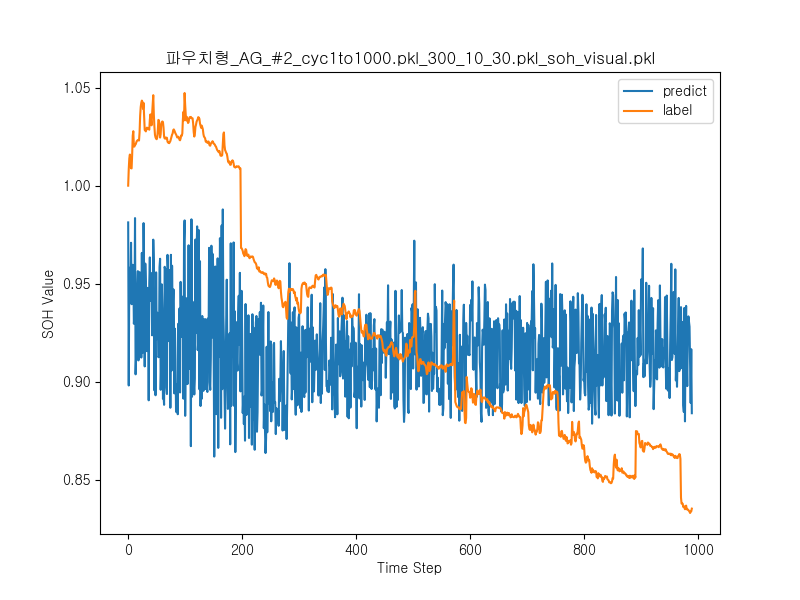 파우치형_AG_#2_cyc1to1000.pkl_300_10_30.pkl_soh_visual.pkl
predict
label
SOH Value
1.05
1.00
0.95
0.90
0.85
0 200 400 600 800 1000
Time Step